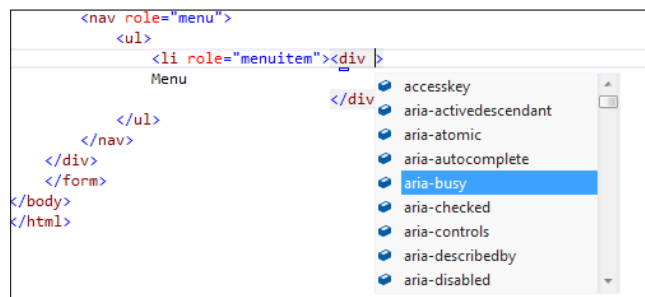 <nav role="menu">
<ul>
<li role="menuitem"><div >
Menu
</div
</ul>
</nav>
</div>
</form>
</body>
</html>
accesskey
aria-activedescendant
aria-atomic
aria-autocomplete
aria-busy
aria-checked
aria-controls
aria-describedby
aria-disabled